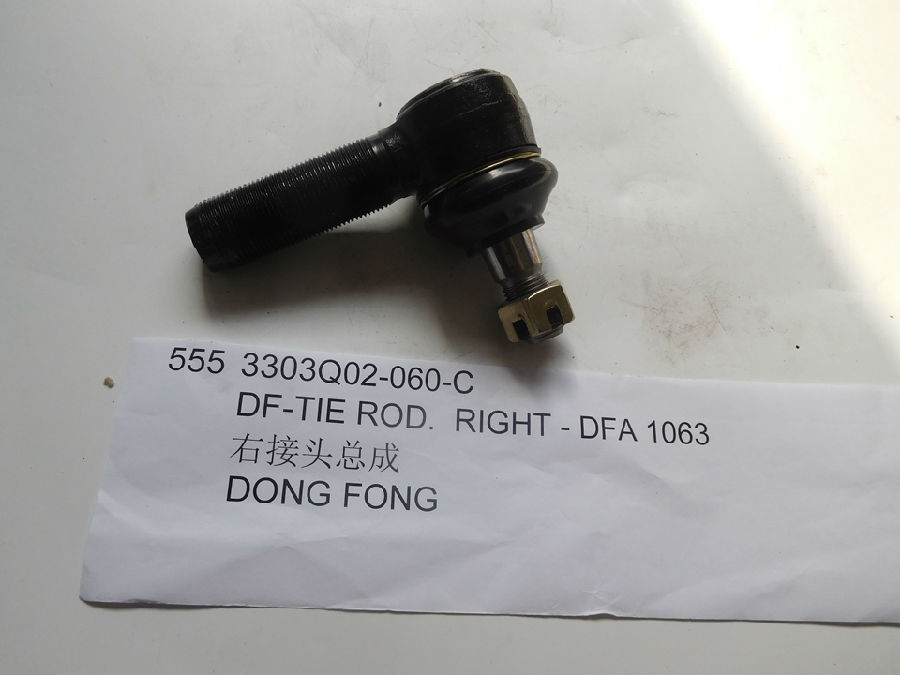 555 3303Q02-060-C
DF-TIE ROD. RIGHT - DFA 1063
右接头总成
DONG FONG